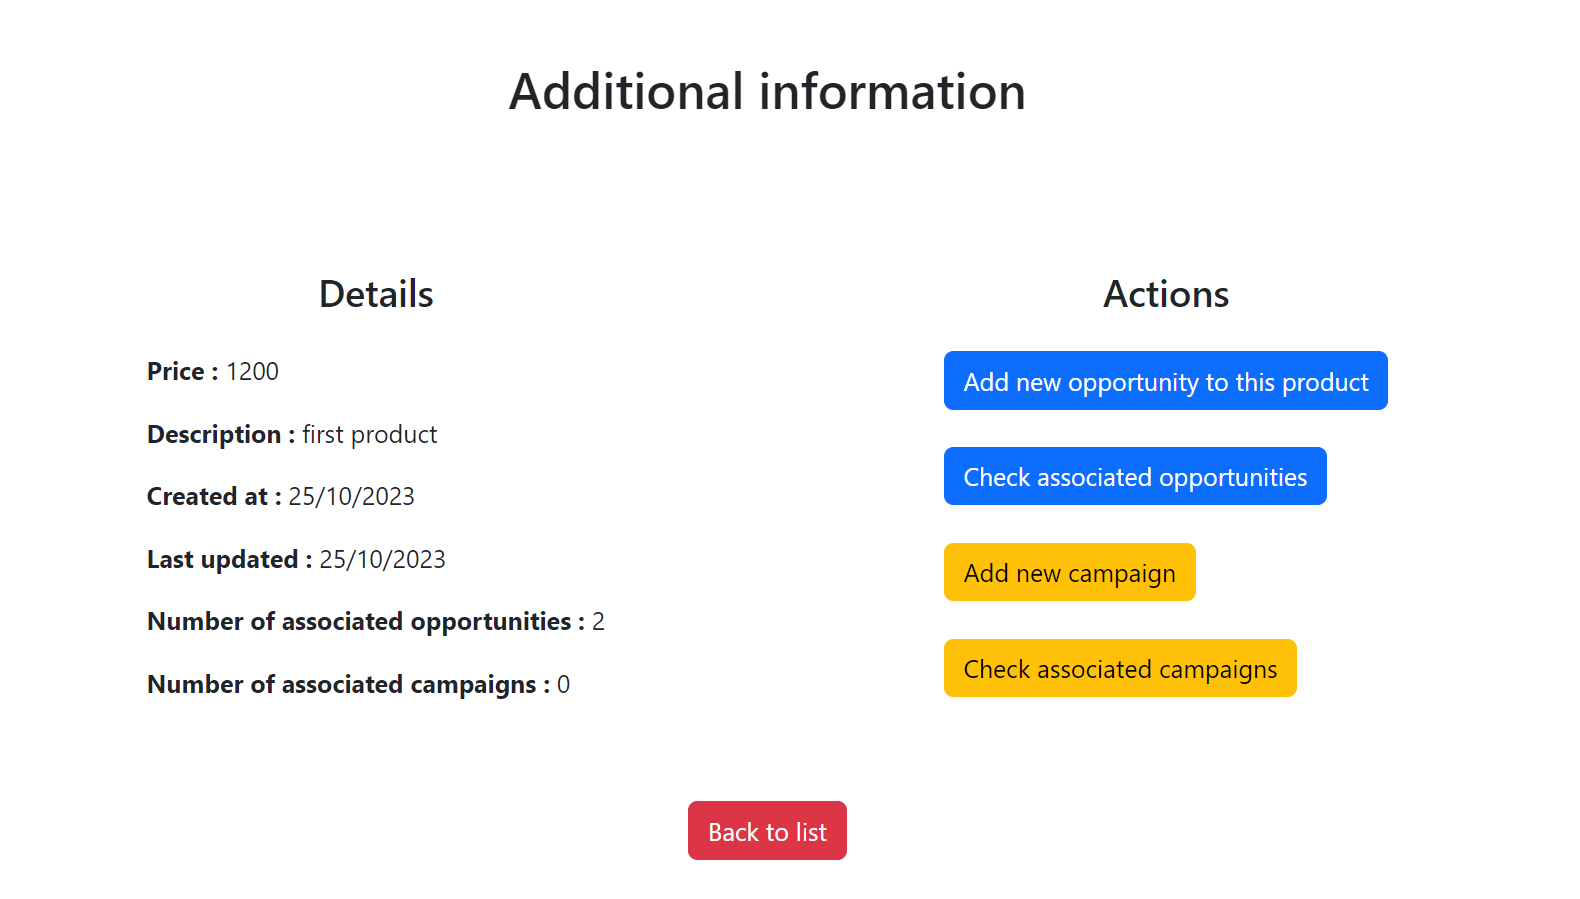 Additional information
Details
Price : 1200
Description : first product
Created at : 25/10/2023
Last updated : 25/10/2023
Number of associated opportunities : 2
Number of associated campaigns : 0
Actions
Add new opportunity to this product
Check associated opportunities
Add new campaign
Check associated campaigns
Back to list